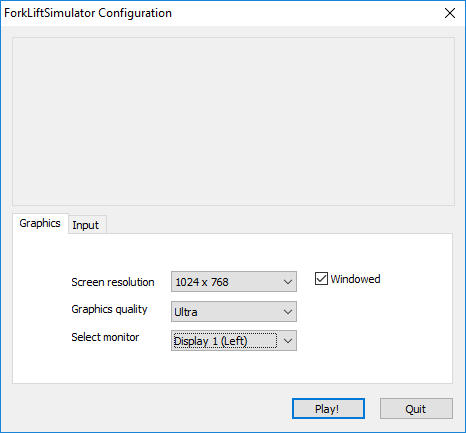 ForkLiftSimulator Configuration
Graphics Input
Screen resolution 1024 x 768 Windowed
Graphics quality Ultra
Select monitor Display 1 (Left)
Play! Quit